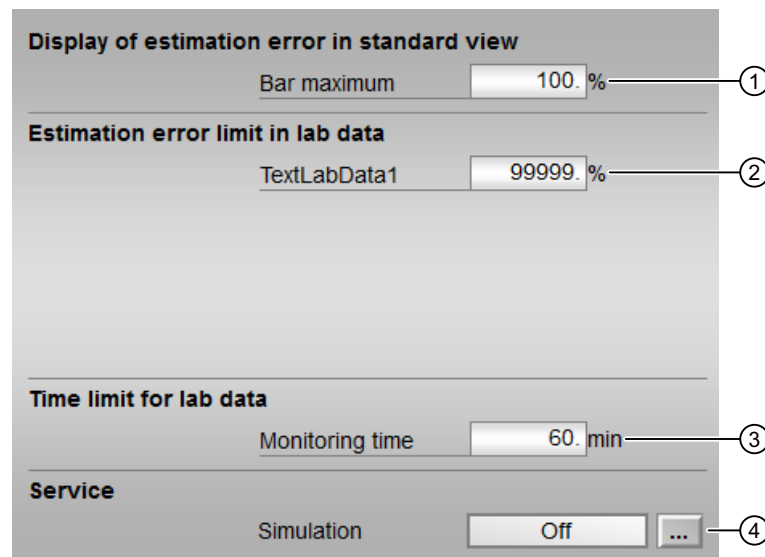 Display of estimation error in standard view
Bar maximum 100. % 1
Estimation error limit in lab data
TextLabData1 99999. % 2
Time limit for lab data
Monitoring time 60. min 3
Service
Simulation Off ... 4